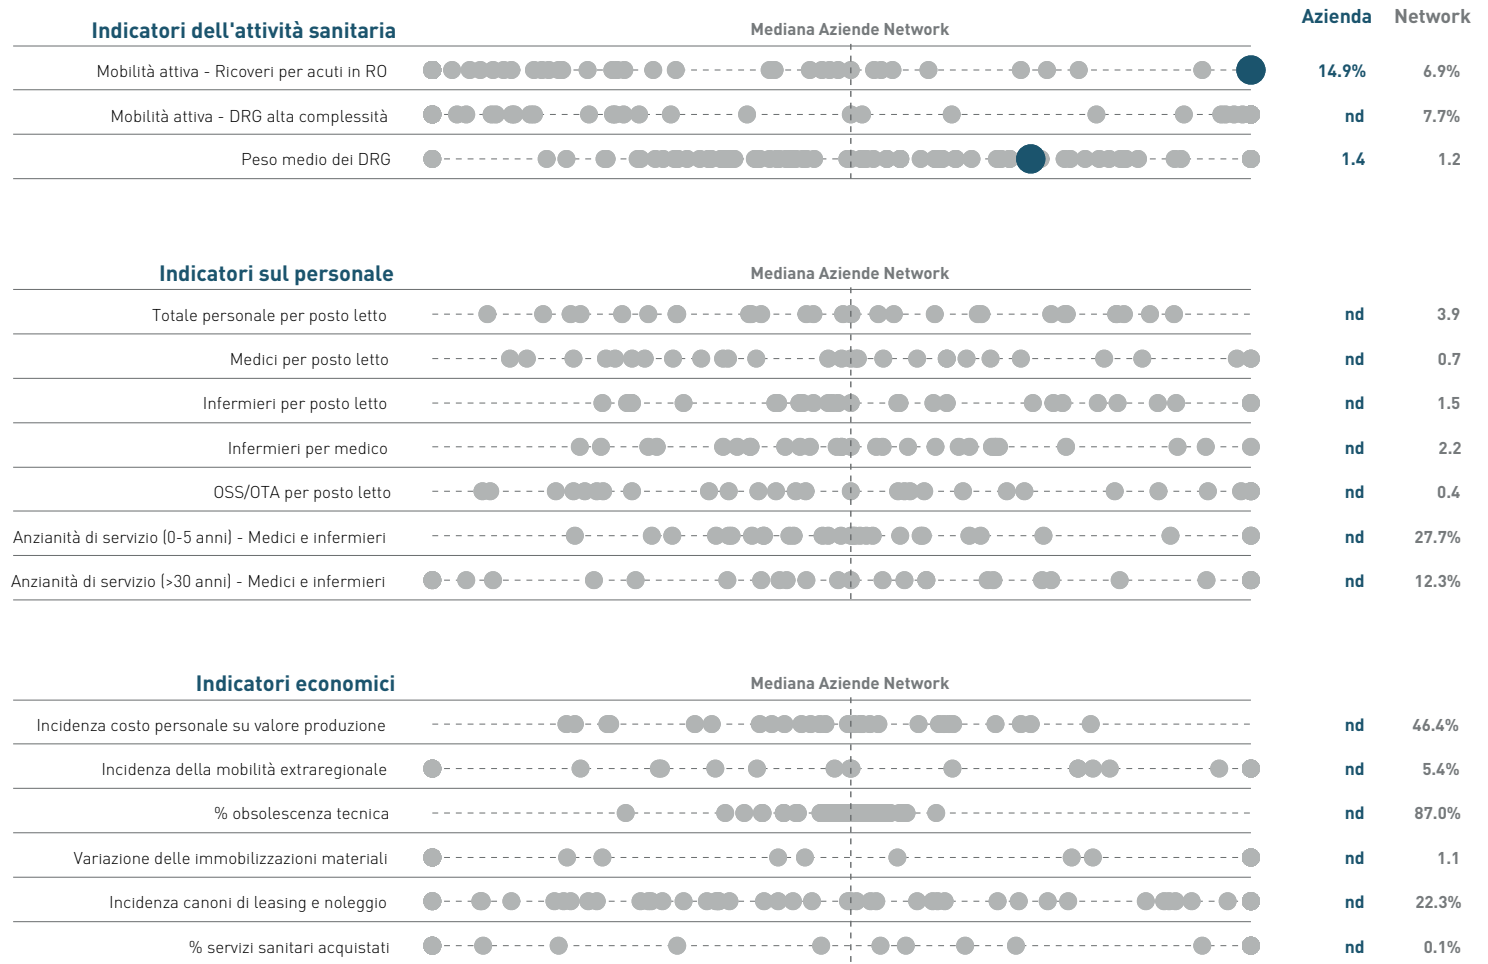 Azienda Network
Indicatori dell'attività sanitaria Mediana Aziende Network
Mobilità attiva - Ricoveri per acuti in RO 14.9% 6.9%
Mobilità attiva - DRG alta complessità nd 7.7%
Peso medio dei DRG 1.4 1.2
Indicatori sul personale Mediana Aziende Network
Totale personale per posto letto nd 3.9
Medici per posto letto nd 0.7
Infermieri per posto letto nd 1.5
Infermieri per medico nd 2.2
OSS/OTA per posto letto nd 0.4
Anzianità di servizio (0-5 anni) - Medici e infermieri nd 27.7%
Anzianità di servizio (>30 anni) - Medici e infermieri nd 12.3%
Indicatori economici Mediana Aziende Network
Incidenza costo personale su valore produzione nd 46.4%
Incidenza della mobilità extraregionale nd 5.4%
% obsolescenza tecnica nd 87.0%
Variazione delle immobilizzazioni materiali nd 1.1
Incidenza canoni di leasing e noleggio nd 22.3%
% servizi sanitari acquistati nd 0.1%